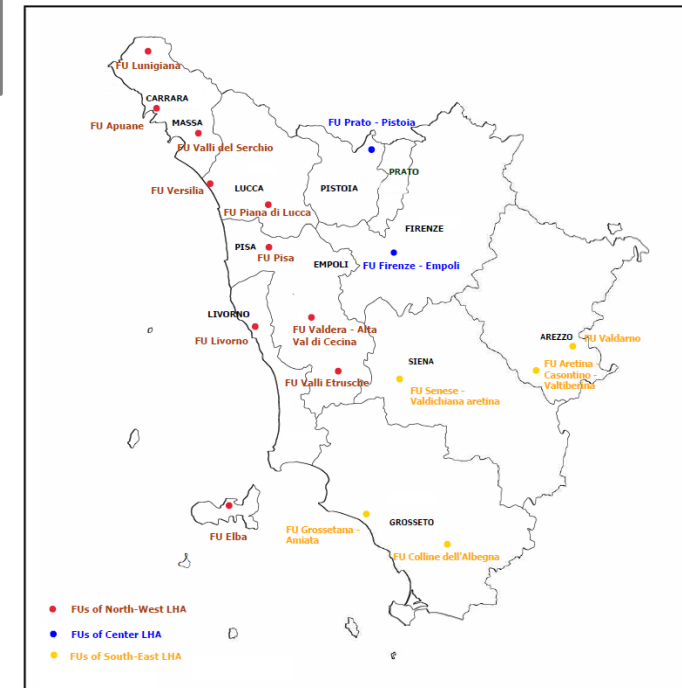 FU Lunigiana
CARRARA
FU Apuane
MASSA
FU Prato - Pistoia
FU Valli del Serchio
PRATO
FU Versilia
LUCCA
PISTOIA
FU Piana di Lucca
FIRENZE
PISA
FU Pisa
EMPOLI
FU Firenze - Empoli
LIVORNO
FU Livorno
FU Valdera - Alta
Val di Cecina
AREZZO
FU Valdarno
SIENA
FU Aretina -
Casontino -
Valtiberina
FU Valli Etrusche
FU Senese -
Valdichiana aretina
FU Elba
FU Grossetana -
Amiata
GROSSETO
FU Colline dell'Albegna
FUs of North-West LHA
FUs of Center LHA
FUs of South-East LHA